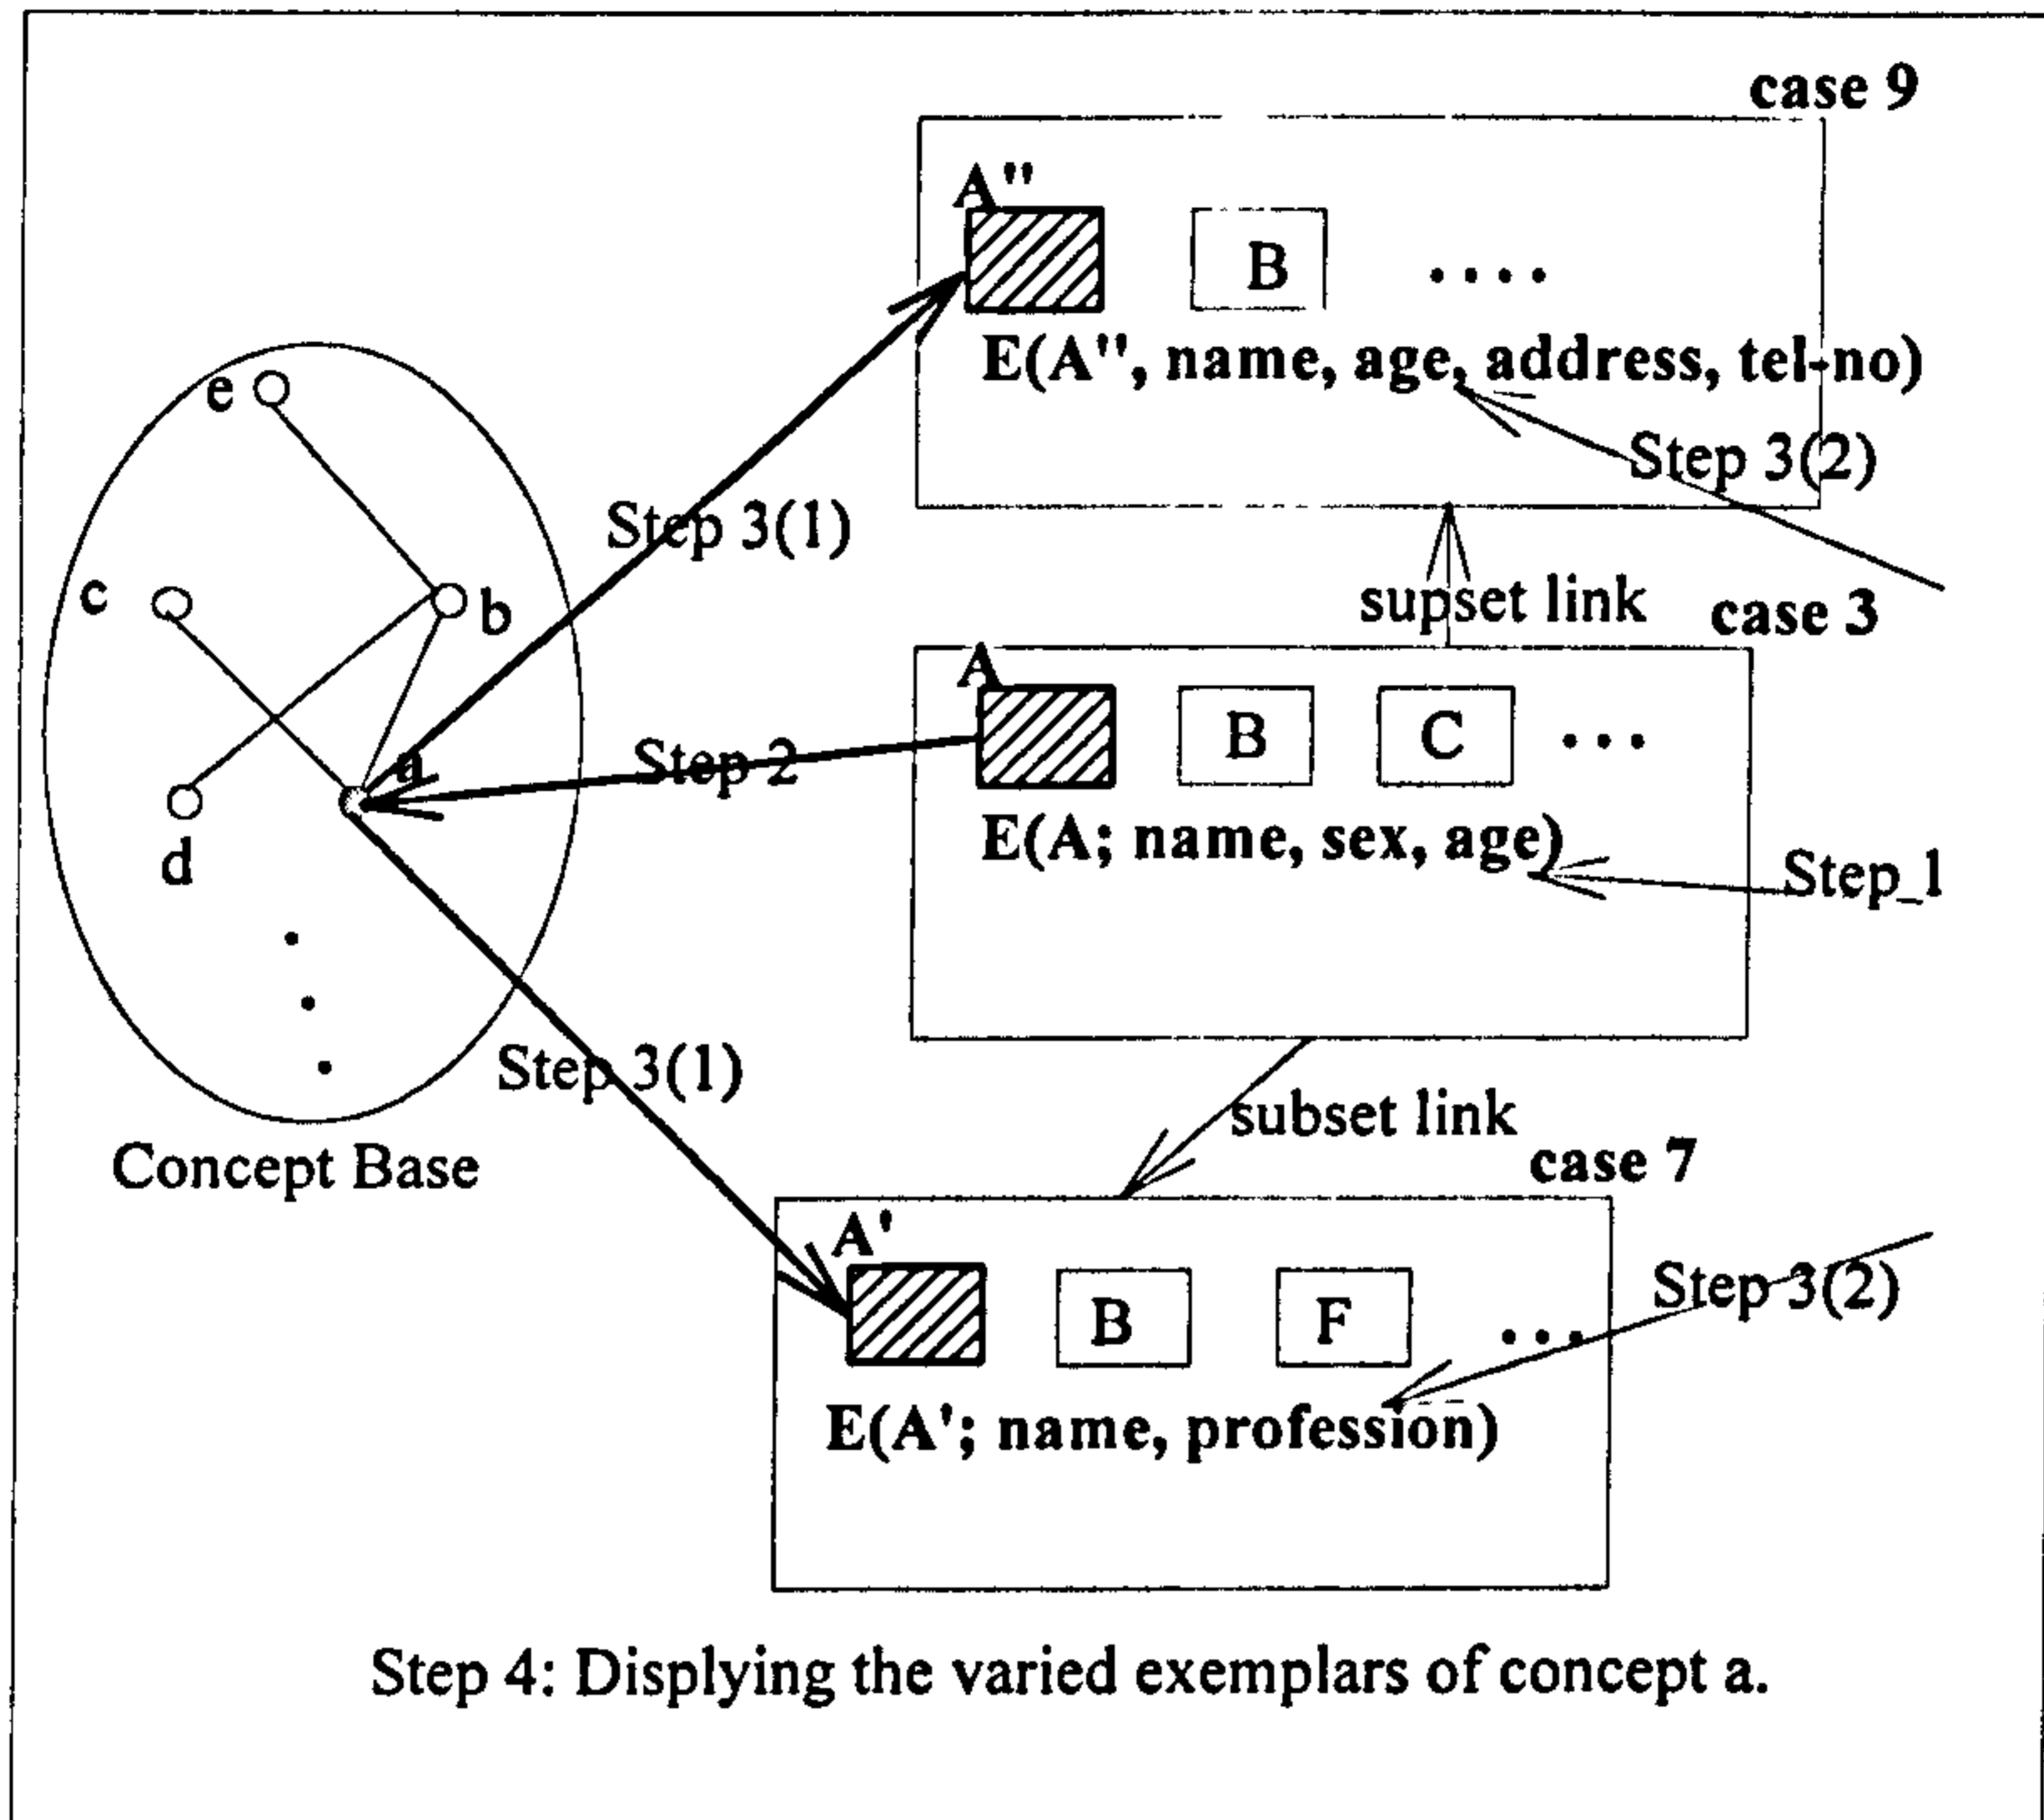 case 9
A"
B
....
E(A", name, age, address, tel-no)
Step 3(2)
Step 3(1)
e
c
b
supset link
case 3
A
B
C
...
a
Step 2
E(A; name, sex, age)
Step 1
d
Step 3(1)
subset link
Concept Base
case 7
A'
B
F
...
Step 3(2)
E(A'; name, profession)
Step 4: Displying the varied exemplars of concept a.